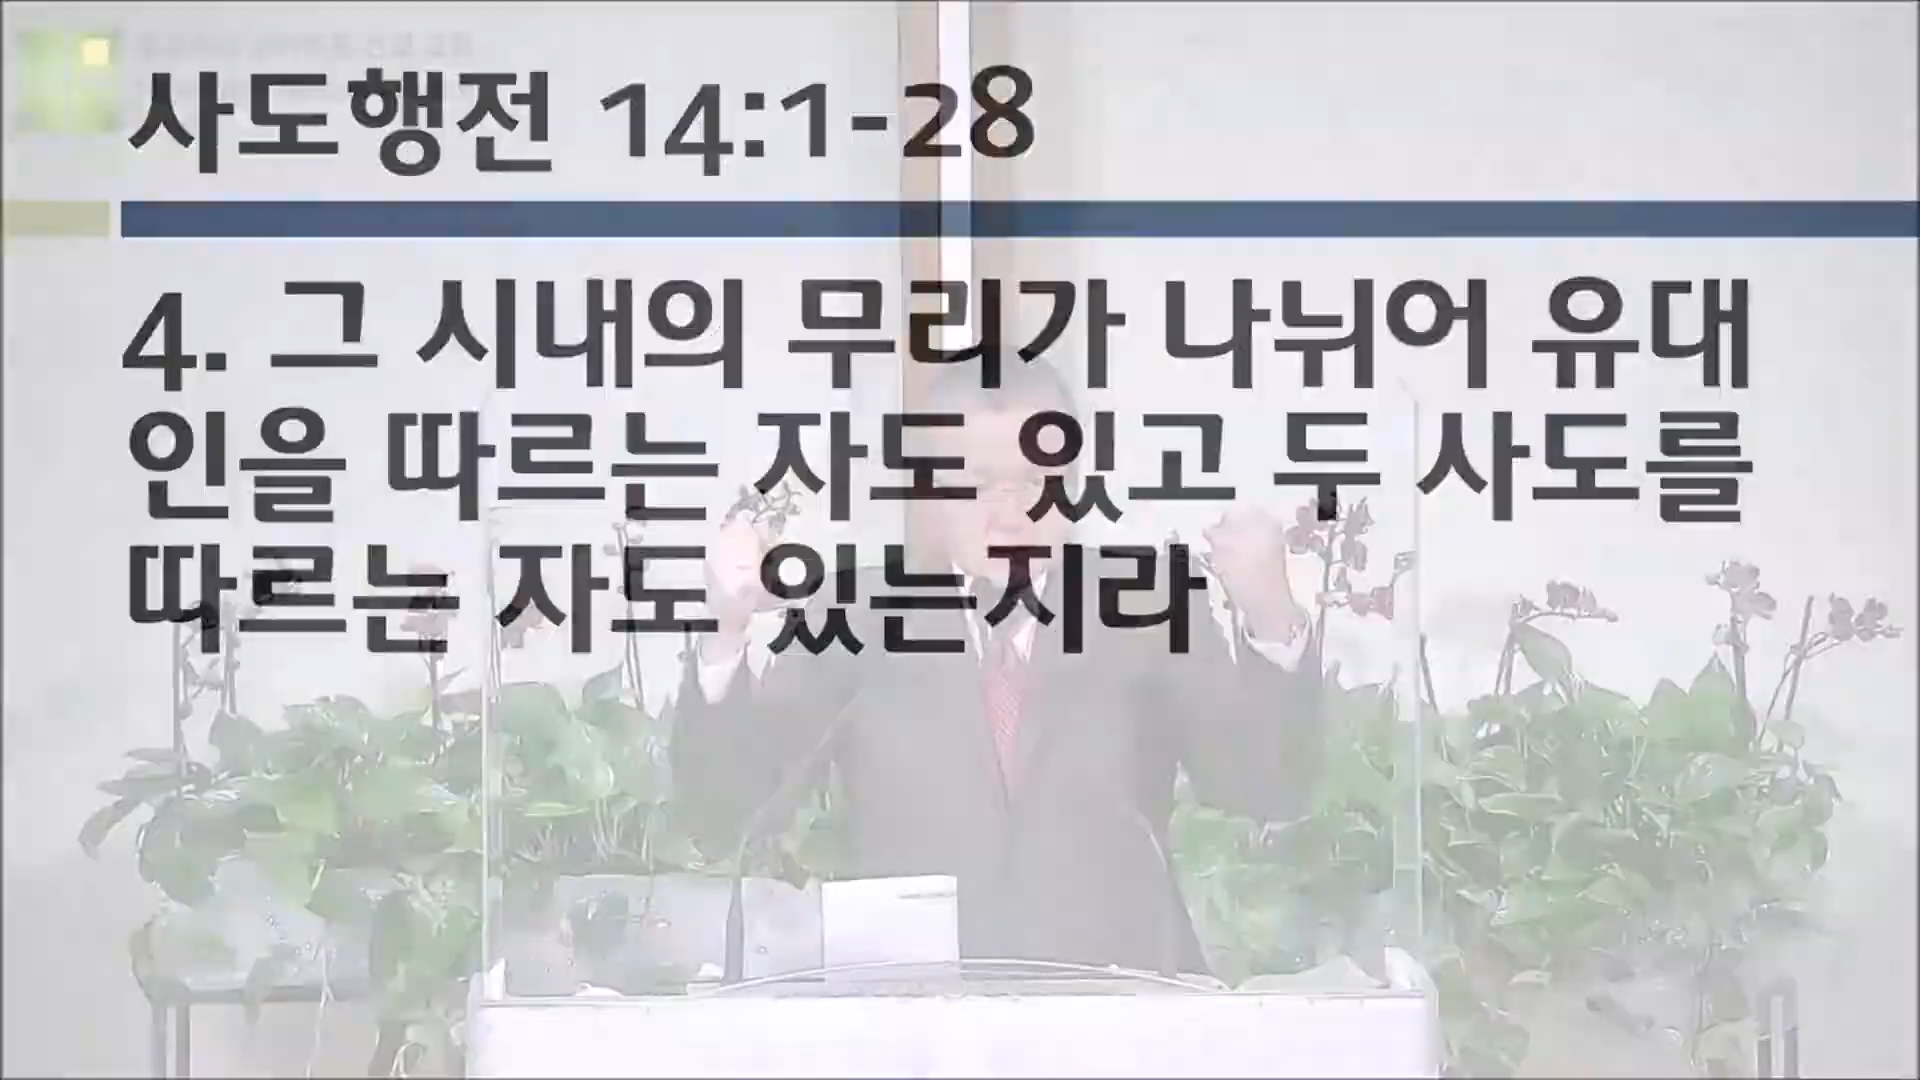 사도행전 14:1-28
4. 그 시내의 무리가 나뉘어 유대
인을 따르는 자도 있고 두 사도를
따르는 자도 있는지라